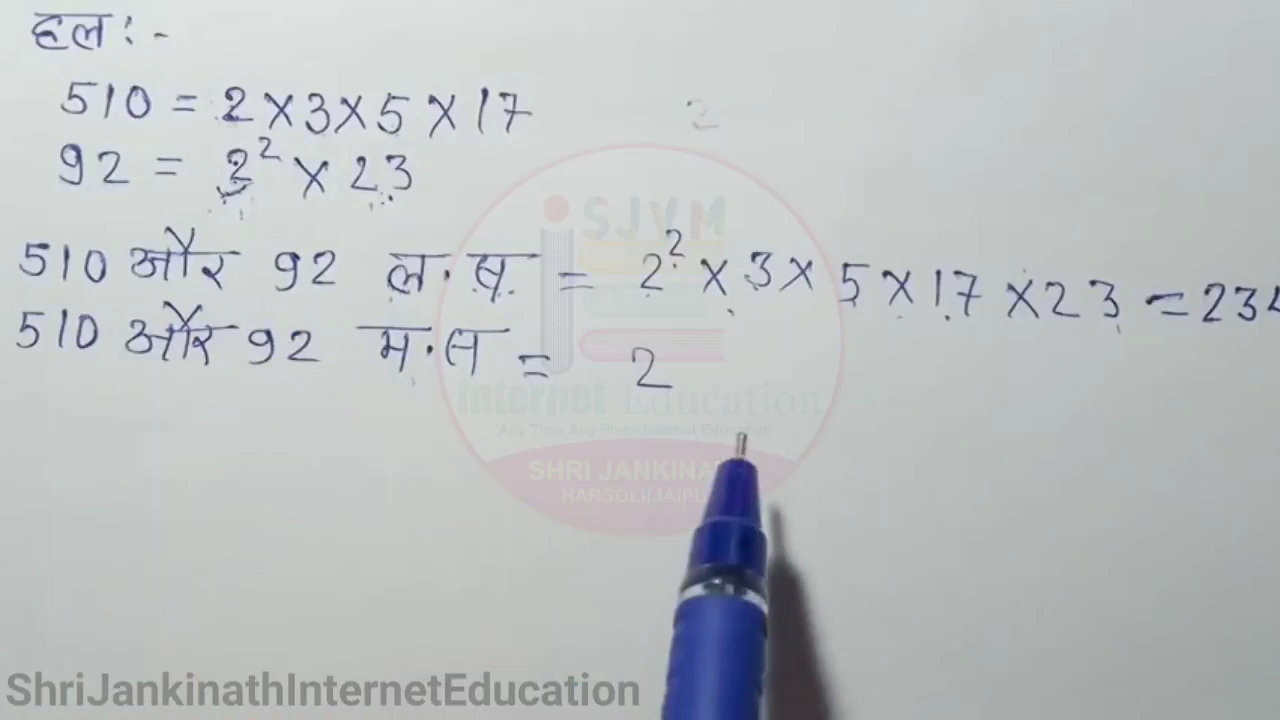 हल :-
510 = 2×3×5×17
92 = 2²×23
510 और 92 ल.ष = 2²×3×5×17×23 = 234
510 और 92 म.स = 2
SJVM
Internet Education
Any Time Any Place Internet Education
SHRI JANKINA
HARSOLI(JAIPU
ShriJankinathInternetEducation